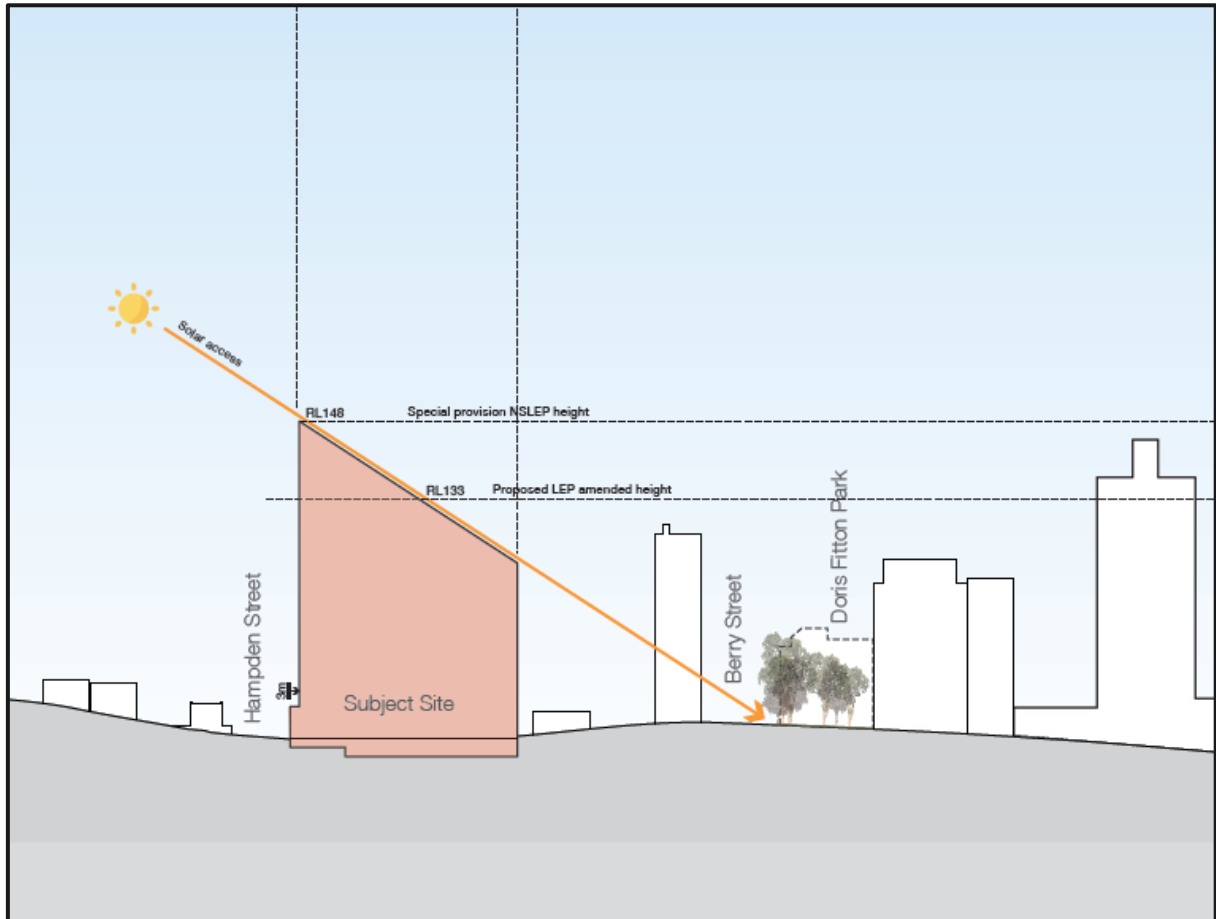 Solar access
RL148
Special provision NSLEP height
RL133
Proposed LEP amended height
Hampden Street
3m
Subject Site
Berry Street
Doris Fitton Park